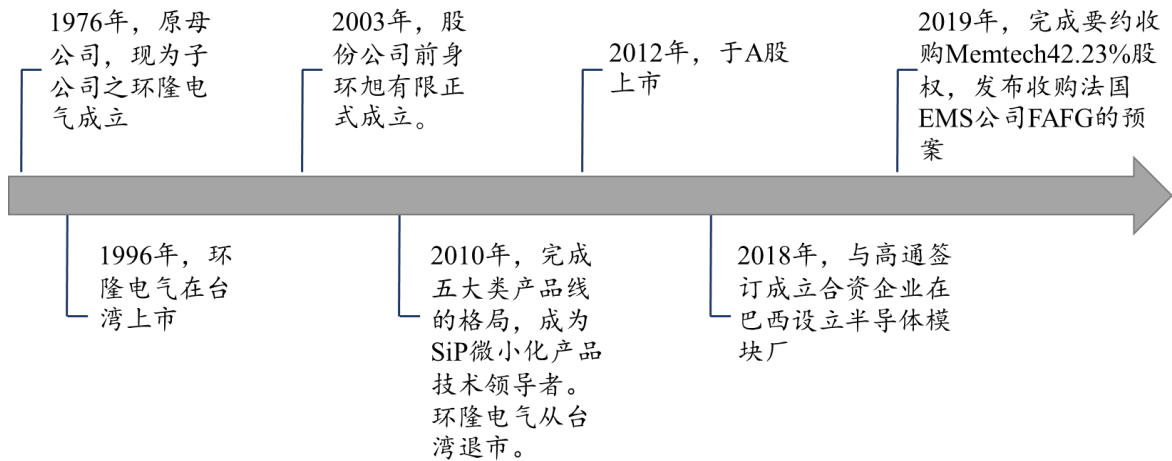 1976年，原母
公司，现为子
公司之环隆电
气成立
2003年，股
份公司前身
环旭有限正
式成立。
2012年，于A股
上市
2019年，完成要约收
购Memtech42.23%股
权，发布收购法国
EMS公司FAFG的预
案
1996年，环
隆电气在台
湾上市
2010年，完成
五大类产品线
的格局，成为
SiP微小化产品
技术领导者。
环隆电气从台
湾退市。
2018年，与高通签
订成立合资企业在
巴西设立半导体模
块厂